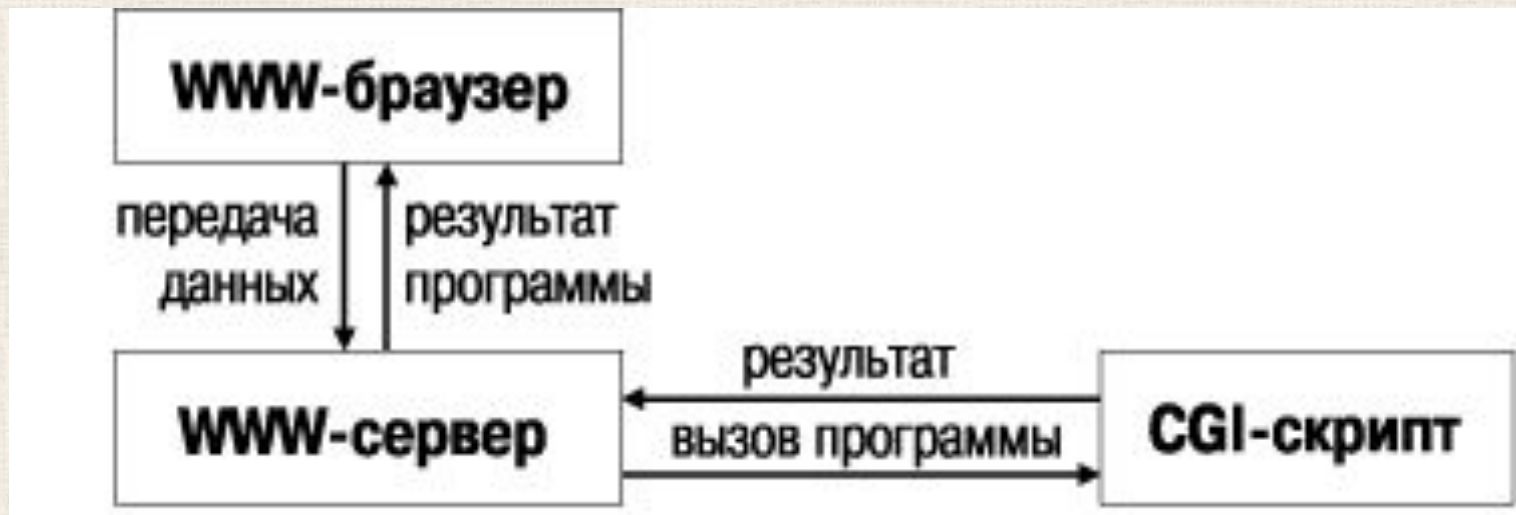 WWW-браузер
передача
данных
результат
программы
результат
WWW-сервер
вызов программы
CGI-скрипт